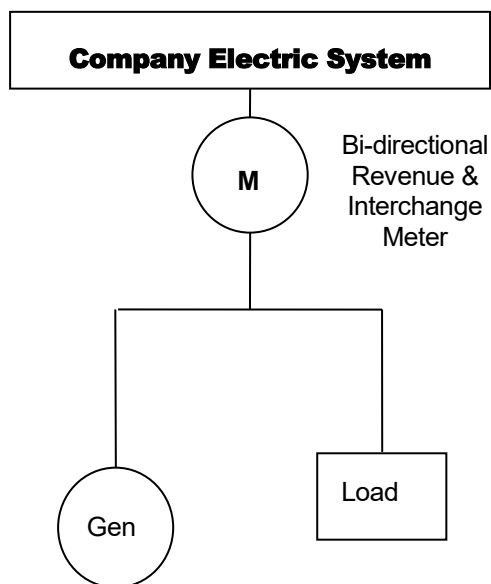 Company Electric System
M
Bi-directional
Revenue &
Interchange
Meter
Gen
Load